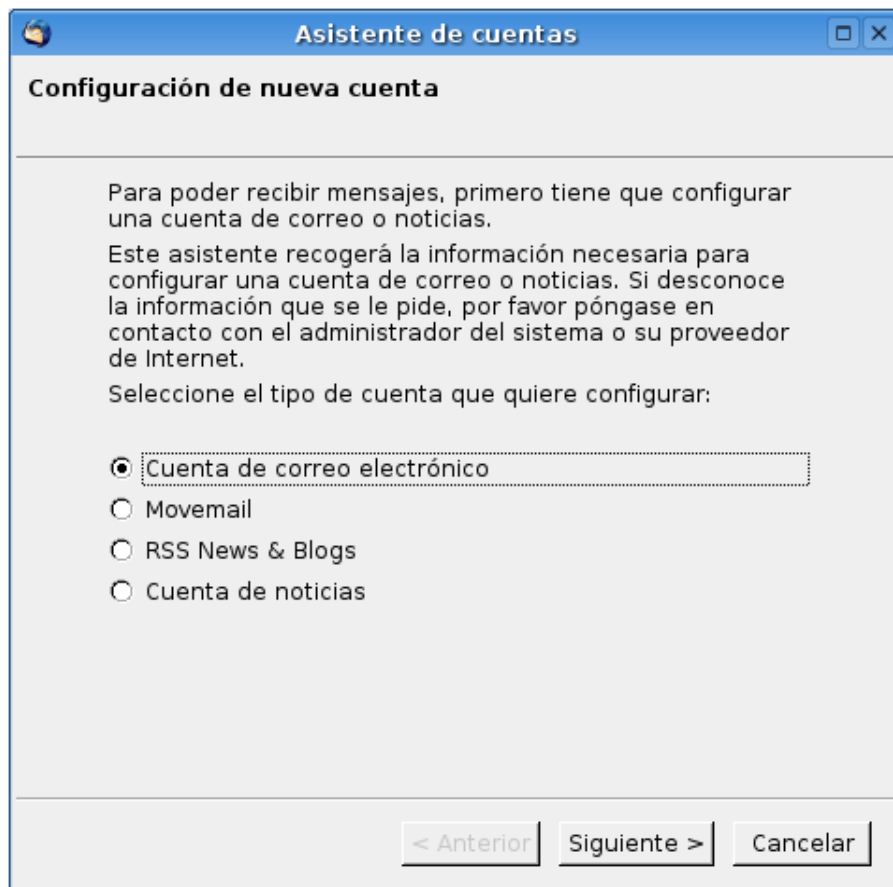 Asistente de cuentas
Configuración de nueva cuenta
Para poder recibir mensajes, primero tiene que configurar
una cuenta de correo o noticias.
Este asistente recogerá la información necesaria para
configurar una cuenta de correo o noticias. Si desconoce
la información que se le pide, por favor póngase en
contacto con el administrador del sistema o su proveedor
de Internet.
Seleccione el tipo de cuenta que quiere configurar:
Cuenta de correo electrónico
Movemail
RSS News & Blogs
Cuenta de noticias
< Anterior Siguiente > Cancelar